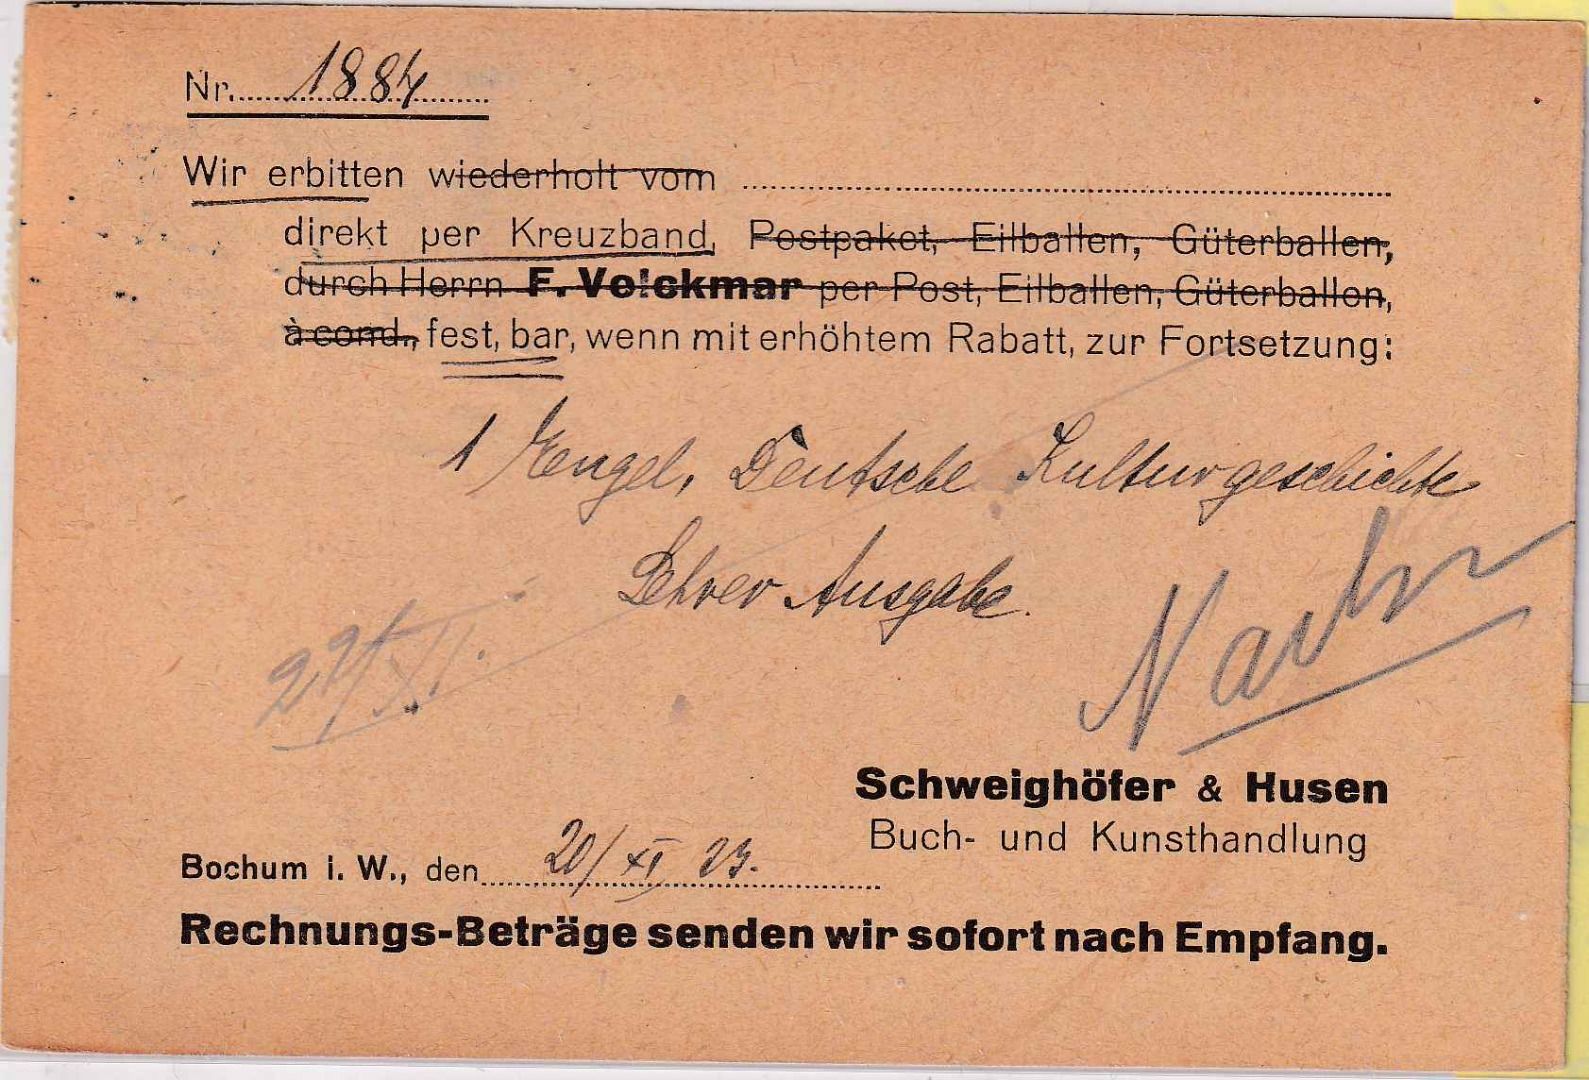 Nr. 1884
Wir erbitten wiederholt vom
direkt per Kreuzband, Postpaket, Eilballen, Güterballen,
durch Herrn F. Volckmar per Post, Eilballen, Güterballen,
à cond., fest, bar, wenn mit erhöhtem Rabatt, zur Fortsetzung:
1 Engel, Deutsche Kulturgeschichte
Lehrer Ausgabe.
Schweighöfer & Husen
Buch- und Kunsthandlung
Bochum i. W., den 20/XI 23.
Rechnungs-Beträge senden wir sofort nach Empfang.